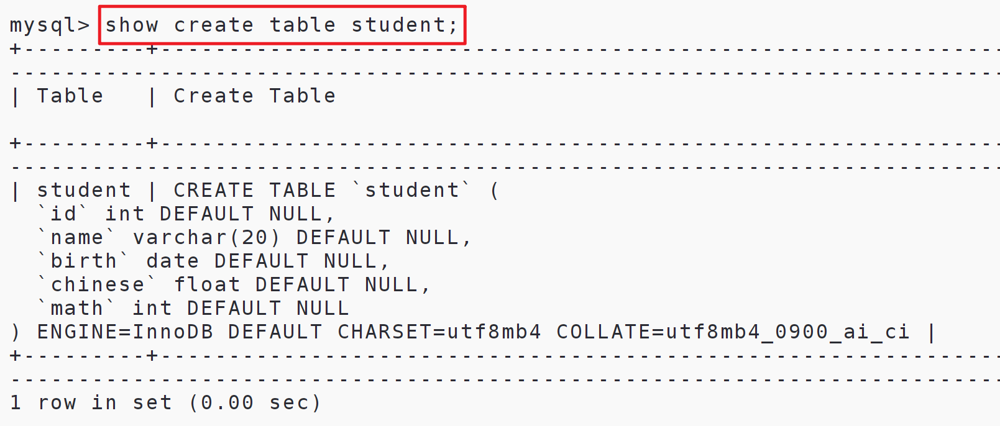 mysql> show create table student;
+---------+--------------------------------------------------------------
-------------------------------------------------------------------------
| Table   | Create Table
+---------+--------------------------------------------------------------
-------------------------------------------------------------------------
| student | CREATE TABLE `student` (
  `id` int DEFAULT NULL,
  `name` varchar(20) DEFAULT NULL,
  `birth` date DEFAULT NULL,
  `chinese` float DEFAULT NULL,
  `math` int DEFAULT NULL
) ENGINE=InnoDB DEFAULT CHARSET=utf8mb4 COLLATE=utf8mb4_0900_ai_ci |
+---------+--------------------------------------------------------------
-------------------------------------------------------------------------
1 row in set (0.00 sec)